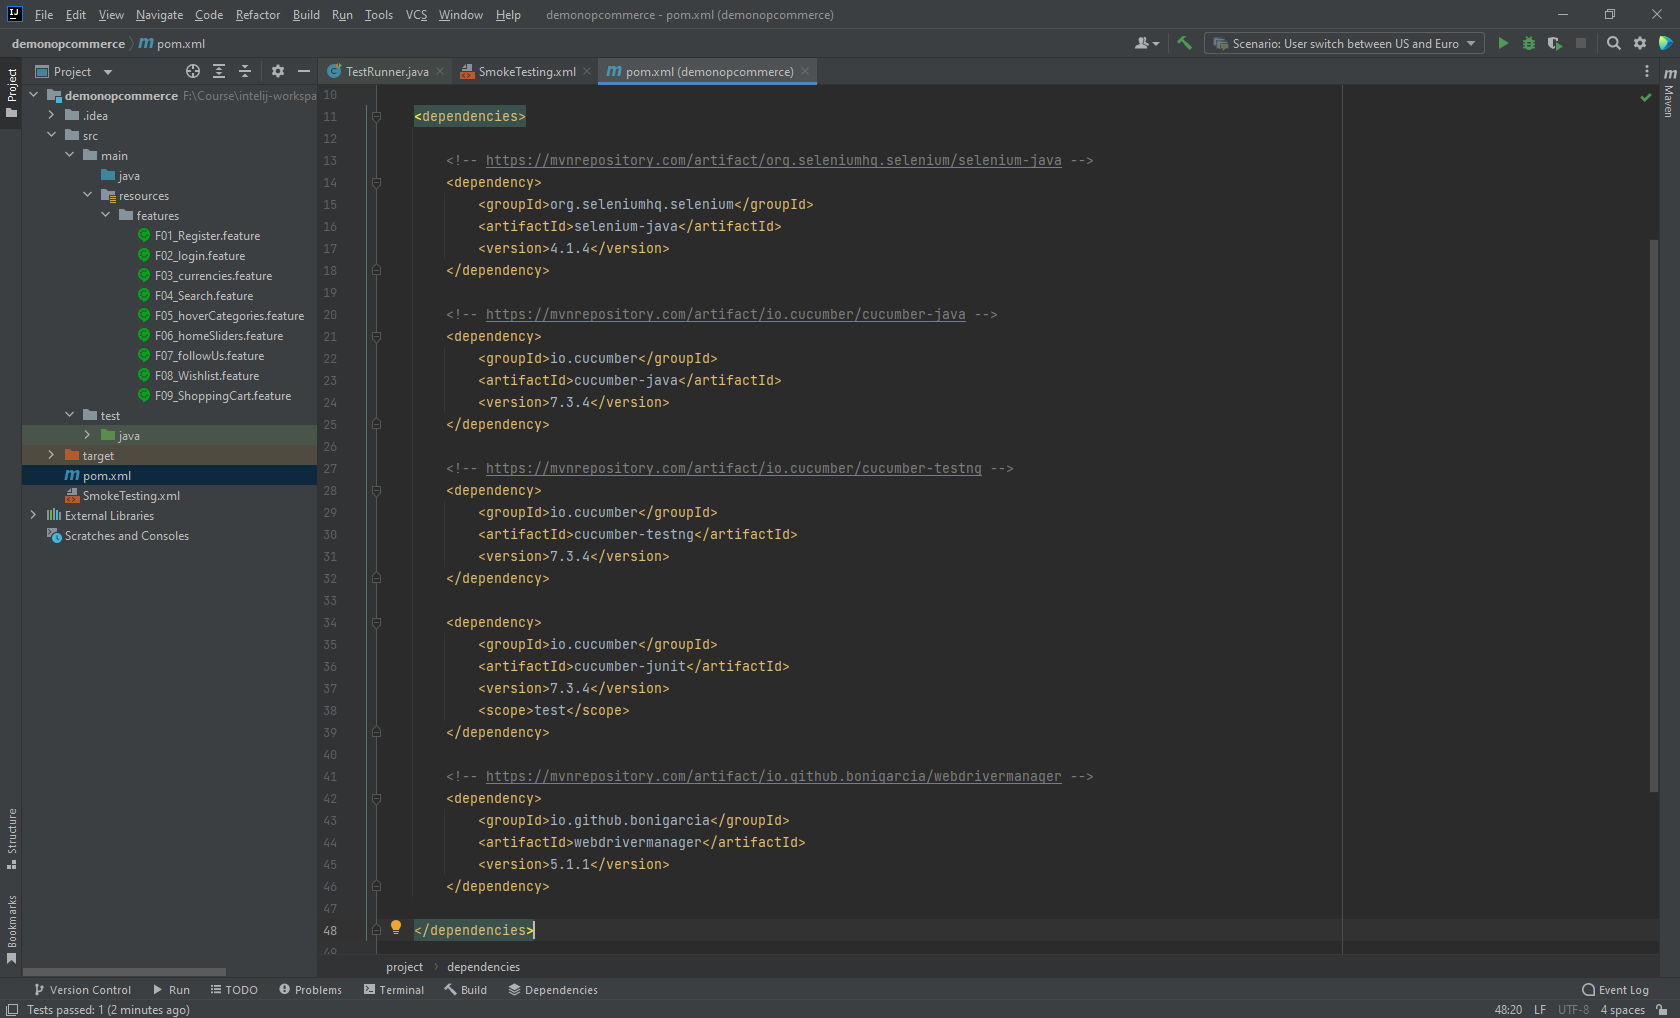 File Edit View Navigate Code Refactor Build Run Tools VCS Window Help demonopcommerce - pom.xml (demonopcommerce)
demonopcommerce pom.xml Scenario: User switch between US and Euro
Project
TestRunner.java SmokeTesting.xml pom.xml (demonopcommerce)
Project
demonopcommerce F:\Course\intelij-workspa
.idea
src
main
java
resources
features
F01_Register.feature
F02_login.feature
F03_currencies.feature
F04_Search.feature
F05_hoverCategories.feature
F06_homeSliders.feature
F07_followUs.feature
F08_Wishlist.feature
F09_ShoppingCart.feature
test
java
target
pom.xml
SmokeTesting.xml
External Libraries
Scratches and Consoles
Structure
Bookmarks
Maven
10
11 <dependencies>
12
13 <!-- https://mvnrepository.com/artifact/org.seleniumhq.selenium/selenium-java -->
14 <dependency>
15 <groupId>org.seleniumhq.selenium</groupId>
16 <artifactId>selenium-java</artifactId>
17 <version>4.1.4</version>
18 </dependency>
19
20 <!-- https://mvnrepository.com/artifact/io.cucumber/cucumber-java -->
21 <dependency>
22 <groupId>io.cucumber</groupId>
23 <artifactId>cucumber-java</artifactId>
24 <version>7.3.4</version>
25 </dependency>
26
27 <!-- https://mvnrepository.com/artifact/io.cucumber/cucumber-testng -->
28 <dependency>
29 <groupId>io.cucumber</groupId>
30 <artifactId>cucumber-testng</artifactId>
31 <version>7.3.4</version>
32 </dependency>
33
34 <dependency>
35 <groupId>io.cucumber</groupId>
36 <artifactId>cucumber-junit</artifactId>
37 <version>7.3.4</version>
38 <scope>test</scope>
39 </dependency>
40
41 <!-- https://mvnrepository.com/artifact/io.github.bonigarcia/webdrivermanager -->
42 <dependency>
43 <groupId>io.github.bonigarcia</groupId>
44 <artifactId>webdrivermanager</artifactId>
45 <version>5.1.1</version>
46 </dependency>
47
48 </dependencies>
49
project dependencies
Version Control Run TODO Problems Terminal Build Dependencies Event Log
Tests passed: 1 (2 minutes ago) 48:20 LF UTF-8 4 spaces